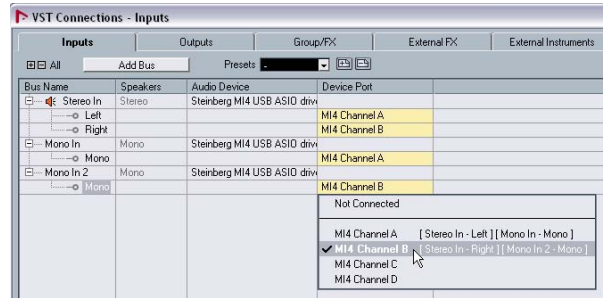 VST Connections - Inputs
Inputs Outputs Group/FX External FX External Instruments
All Add Bus Presets -
Bus Name Speakers Audio Device Device Port
Stereo In Stereo Steinberg MI4 USB ASIO drive
Left MI4 Channel A
Right MI4 Channel B
Mono In Mono Steinberg MI4 USB ASIO drive
Mono MI4 Channel A
Mono In 2 Mono Steinberg MI4 USB ASIO drive
Mono MI4 Channel B
Not Connected
MI4 Channel A [ Stereo In - Left ] [ Mono In - Mono ]
MI4 Channel B [ Stereo In - Right ] [ Mono In 2 - Mono ]
MI4 Channel C
MI4 Channel D